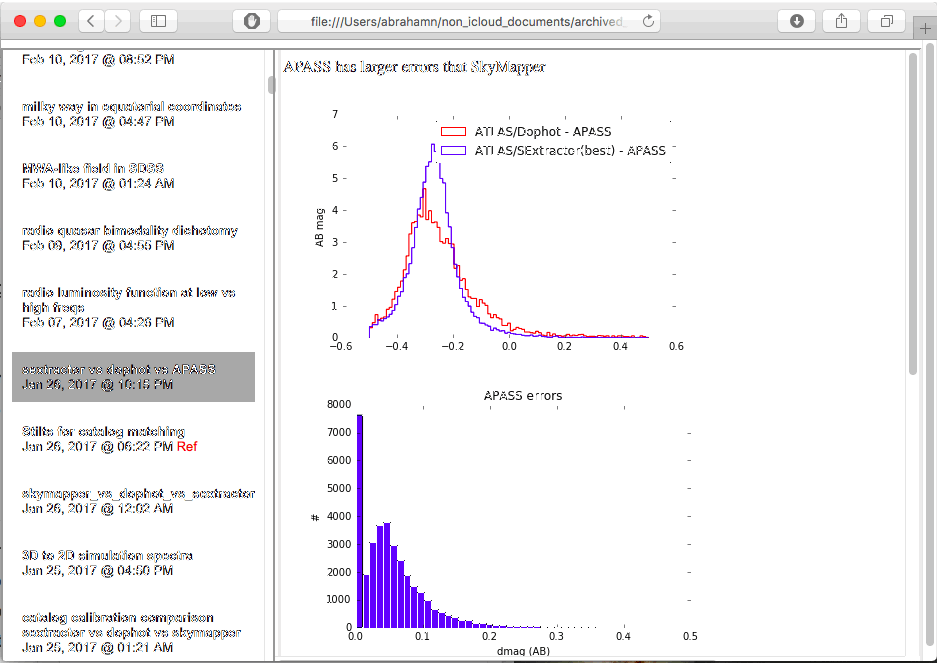 file:///Users/abrahamn/non_icloud_documents/archived_
Feb 10, 2017 @ 08:52 PM
milky way in equatorial coordinates
Feb 10, 2017 @ 04:47 PM
MWA-like field in SDSS
Feb 10, 2017 @ 01:24 AM
radio quasar bimodality dichotomy
Feb 09, 2017 @ 04:55 PM
radio luminosity function at low vs
high freqs
Feb 07, 2017 @ 04:26 PM
sextractor vs dophot vs APASS
Jan 26, 2017 @ 10:15 PM
Stilts for catalog matching
Jan 26, 2017 @ 06:22 PM Ref
skymapper_vs_dophot_vs_sextractor
Jan 26, 2017 @ 12:02 AM
3D to 2D simulation spectra
Jan 25, 2017 @ 04:50 PM
catalog calibration comparison
sextractor vs dophot vs skymapper
Jan 25, 2017 @ 01:21 AM
APASS has larger errors that SkyMapper
7
6
5
4
3
2
1
0
AB mag
ATLAS/Dophot - APASS
ATLAS/SExtractor(best) - APASS
−0.6 −0.4 −0.2 0.0 0.2 0.4 0.6
APASS errors
8000
7000
6000
5000
4000
3000
2000
1000
0
#
0.0 0.1 0.2 0.3 0.4 0.5
dmag (AB)